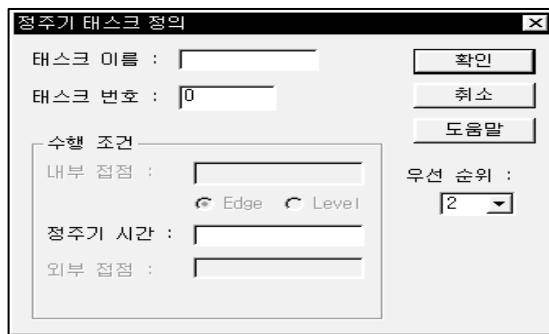 정주기 태스크 정의
태스크 이름 :
확인
태스크 번호 : 0
취소
도움말
수행 조건
내부 접점 :
우선 순위 :
Edge Level
2
정주기 시간 :
외부 접점 :